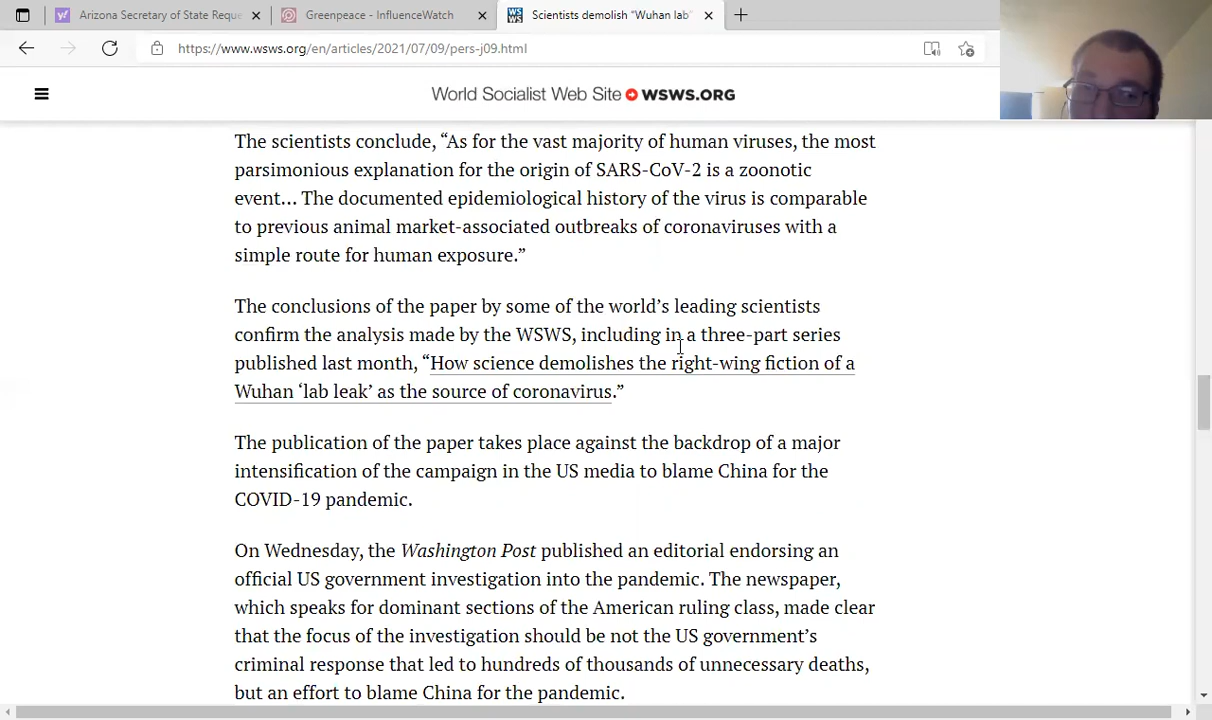 Arizona Secretary of State Reque
Greenpeace - InfluenceWatch
Scientists demolish "Wuhan lab"
https://www.wsws.org/en/articles/2021/07/09/pers-j09.html
World Socialist Web Site WSWS.ORG
The scientists conclude, “As for the vast majority of human viruses, the most
parsimonious explanation for the origin of SARS-CoV-2 is a zoonotic
event… The documented epidemiological history of the virus is comparable
to previous animal market-associated outbreaks of coronaviruses with a
simple route for human exposure.”
The conclusions of the paper by some of the world’s leading scientists
confirm the analysis made by the WSWS, including in a three-part series
published last month, “How science demolishes the right-wing fiction of a
Wuhan ‘lab leak’ as the source of coronavirus.”
The publication of the paper takes place against the backdrop of a major
intensification of the campaign in the US media to blame China for the
COVID-19 pandemic.
On Wednesday, the Washington Post published an editorial endorsing an
official US government investigation into the pandemic. The newspaper,
which speaks for dominant sections of the American ruling class, made clear
that the focus of the investigation should be not the US government’s
criminal response that led to hundreds of thousands of unnecessary deaths,
but an effort to blame China for the pandemic.